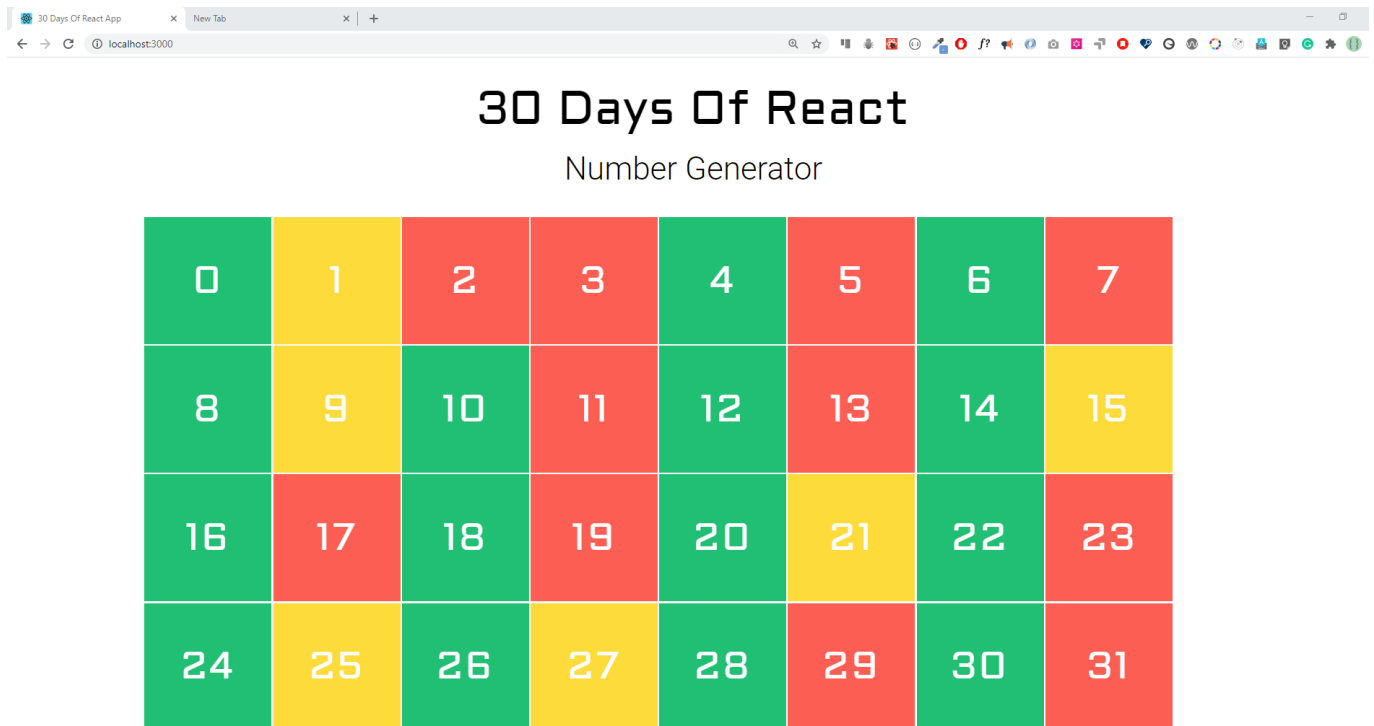 30 Days Of React App
New Tab
localhost:3000
30 Days Of React
Number Generator
0 1 2 3 4 5 6 7
8 9 10 11 12 13 14 15
16 17 18 19 20 21 22 23
24 25 26 27 28 29 30 31